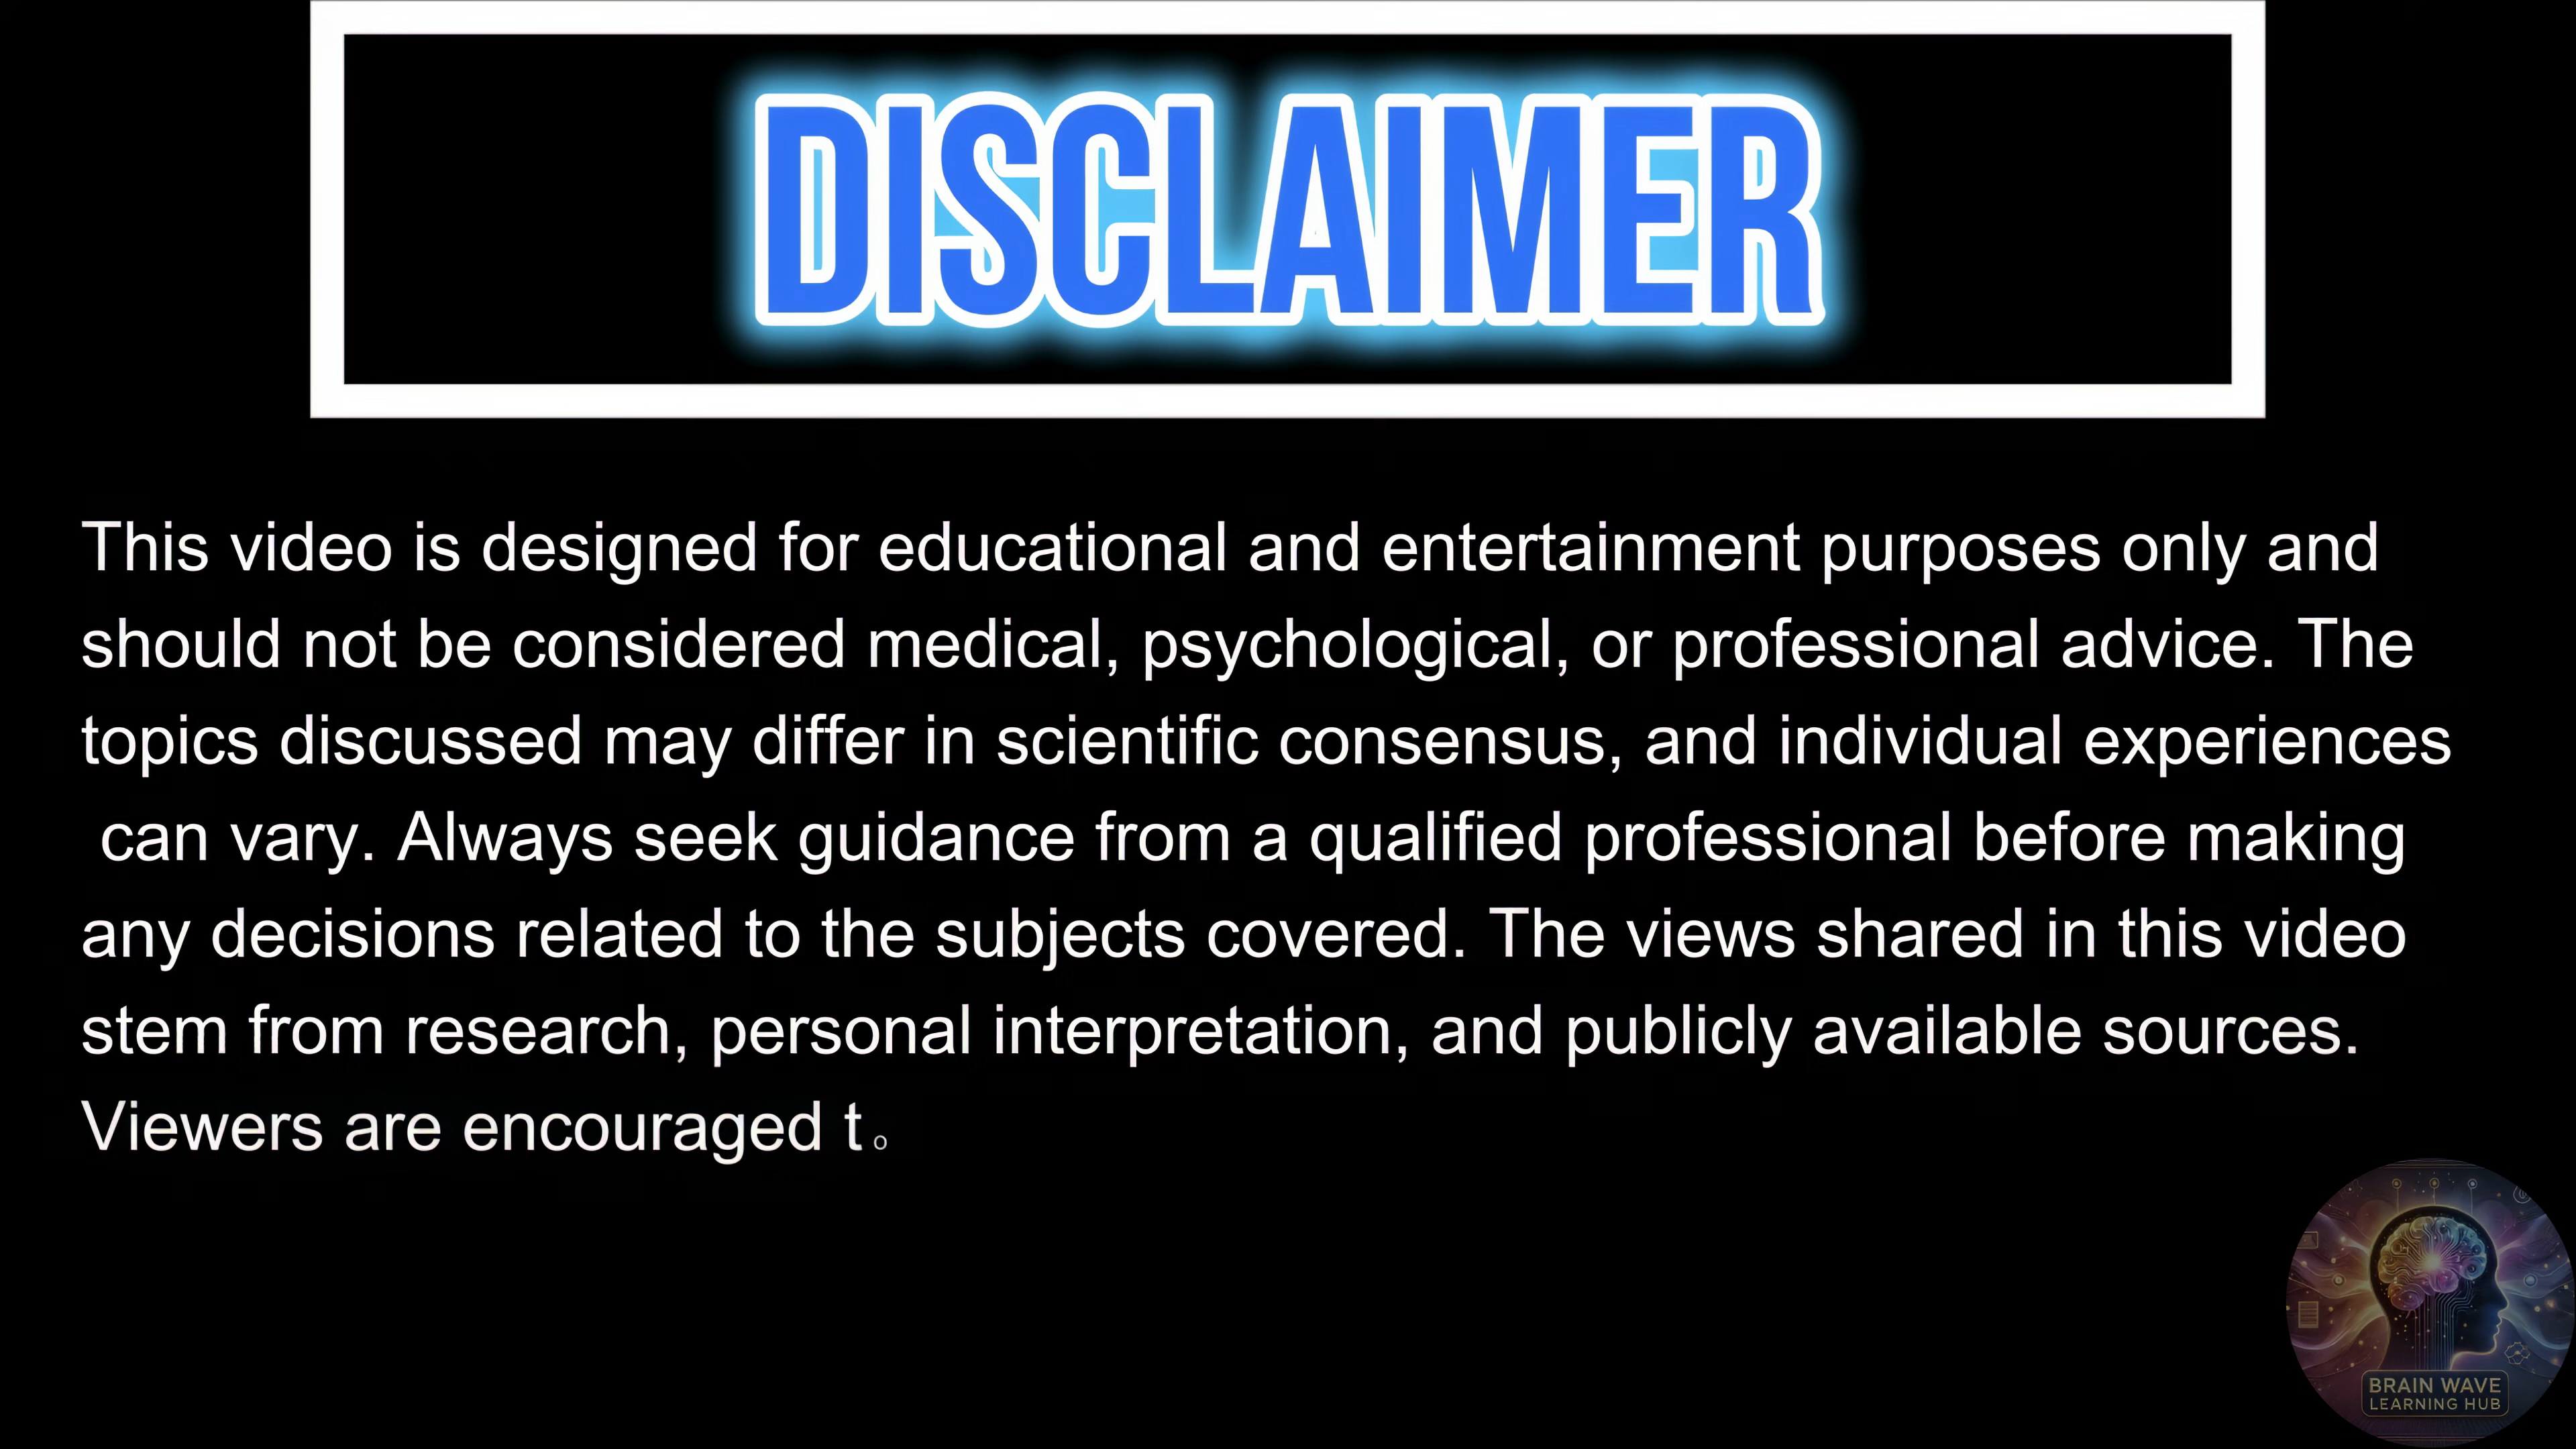 DISCLAIMER
This video is designed for educational and entertainment purposes only and
should not be considered medical, psychological, or professional advice. The
topics discussed may differ in scientific consensus, and individual experiences
can vary. Always seek guidance from a qualified professional before making
any decisions related to the subjects covered. The views shared in this video
stem from research, personal interpretation, and publicly available sources.
Viewers are encouraged to
BRAIN WAVE
LEARNING HUB